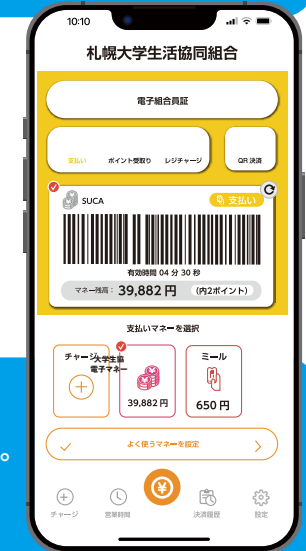 10:10
札幌大学生活協同組合
電子組合員証
支払い ポイント受取り レジチャージ QR 決済
SUCA 支払い
有効時間 04 分 30 秒
マネー残高： 39,882 円 (内2ポイント)
支払いマネーを選択
チャージ
大学生協
電子マネー
ミール
39,882 円
650 円
よく使うマネーを設定
チャージ
営業時間
決済履歴
設定
。